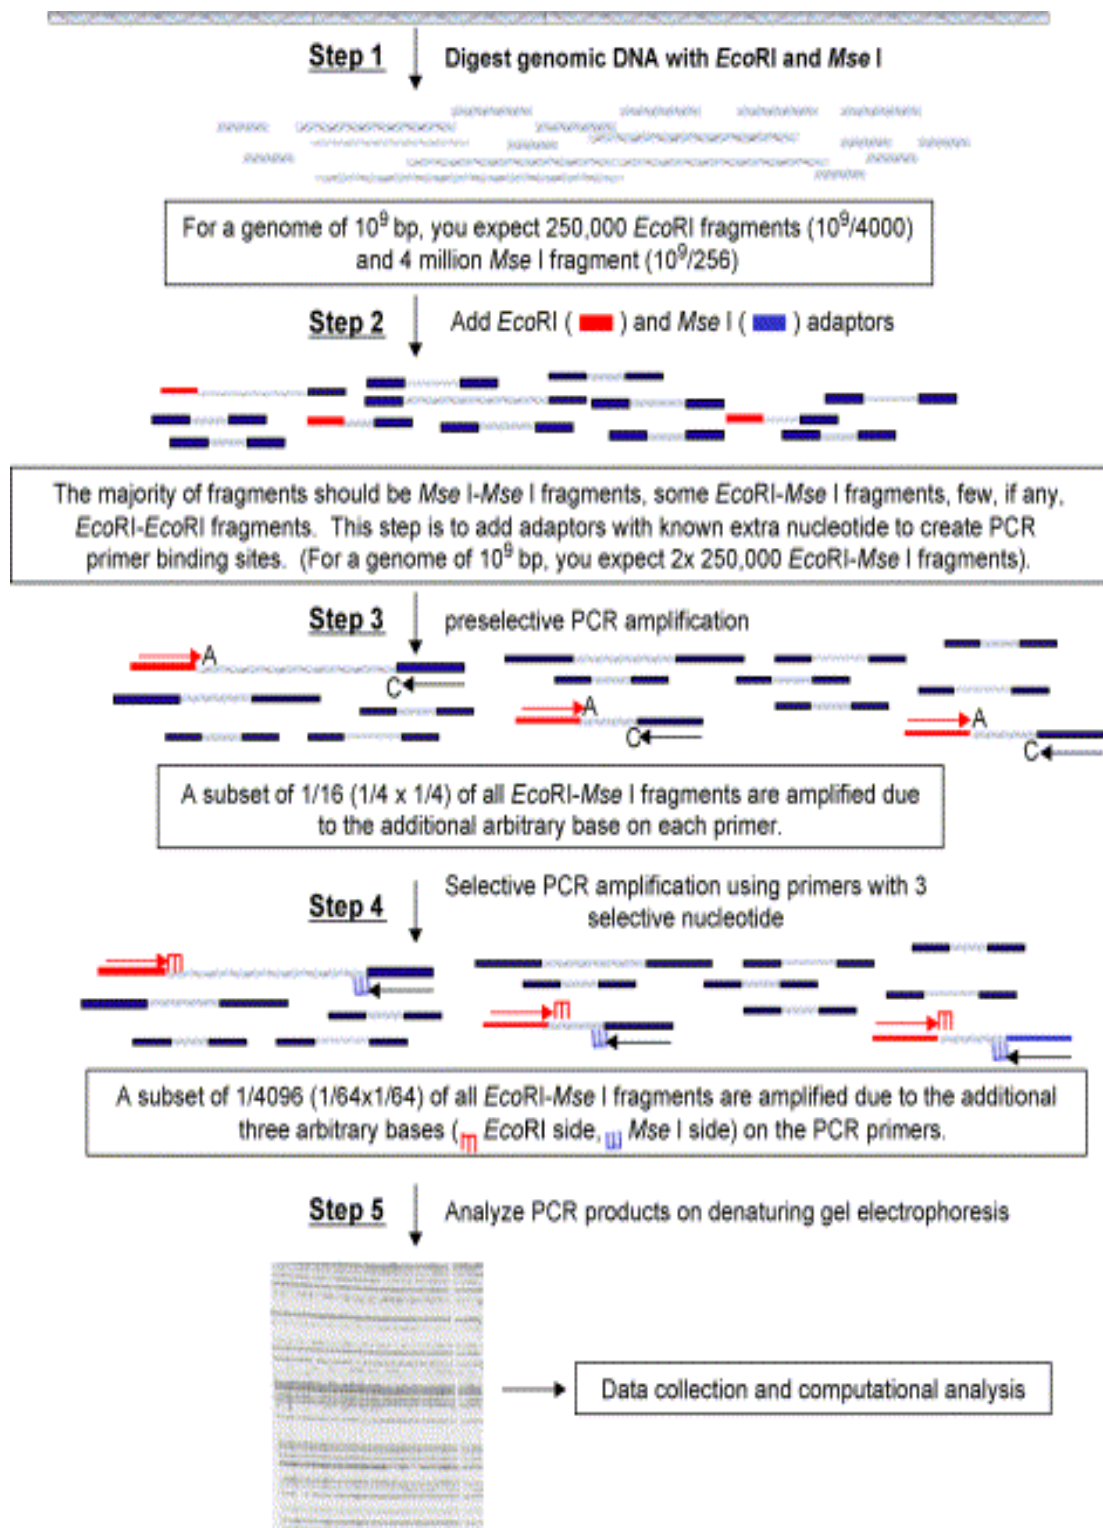 Step 1 Digest genomic DNA with EcoRI and Mse I
For a genome of 10⁹ bp, you expect 250,000 EcoRI fragments (10⁹/4000)
and 4 million Mse I fragment (10⁹/256)
Step 2 Add EcoRI ( ) and Mse I ( ) adaptors
The majority of fragments should be Mse I-Mse I fragments, some EcoRI-Mse I fragments, few, if any,
EcoRI-EcoRI fragments. This step is to add adaptors with known extra nucleotide to create PCR
primer binding sites. (For a genome of 10⁹ bp, you expect 2x 250,000 EcoRI-Mse I fragments).
Step 3 preselective PCR amplification
A
C
A
C
A
C
A subset of 1/16 (1/4 x 1/4) of all EcoRI-Mse I fragments are amplified due
to the additional arbitrary base on each primer.
Step 4 Selective PCR amplification using primers with 3
selective nucleotide
A subset of 1/4096 (1/64x1/64) of all EcoRI-Mse I fragments are amplified due to the additional
three arbitrary bases ( EcoRI side, Mse I side) on the PCR primers.
Step 5 Analyze PCR products on denaturing gel electrophoresis
Data collection and computational analysis